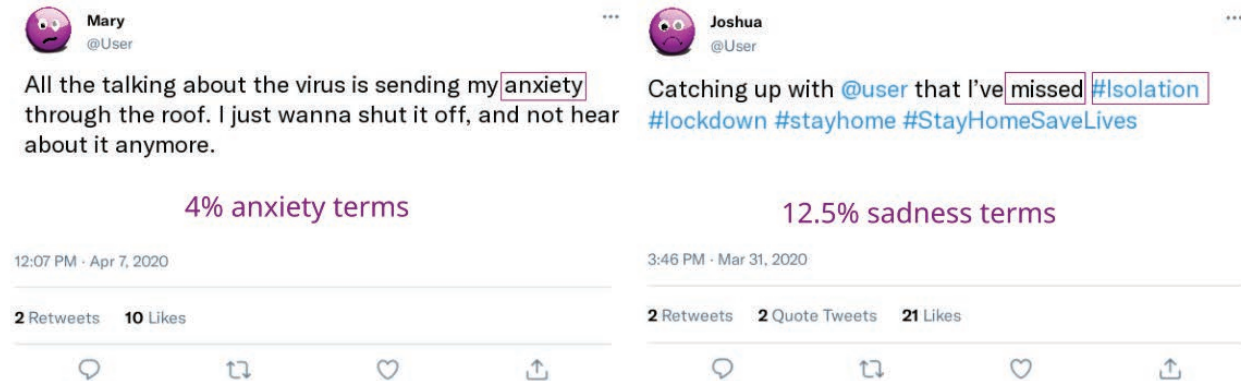 Mary
@User
All the talking about the virus is sending my anxiety
through the roof. I just wanna shut it off, and not hear
about it anymore.
4% anxiety terms
12:07 PM · Apr 7, 2020
2 Retweets 10 Likes
Joshua
@User
Catching up with @user that I've missed #Isolation
#lockdown #stayhome #StayHomeSaveLives
12.5% sadness terms
3:46 PM · Mar 31, 2020
2 Retweets 2 Quote Tweets 21 Likes